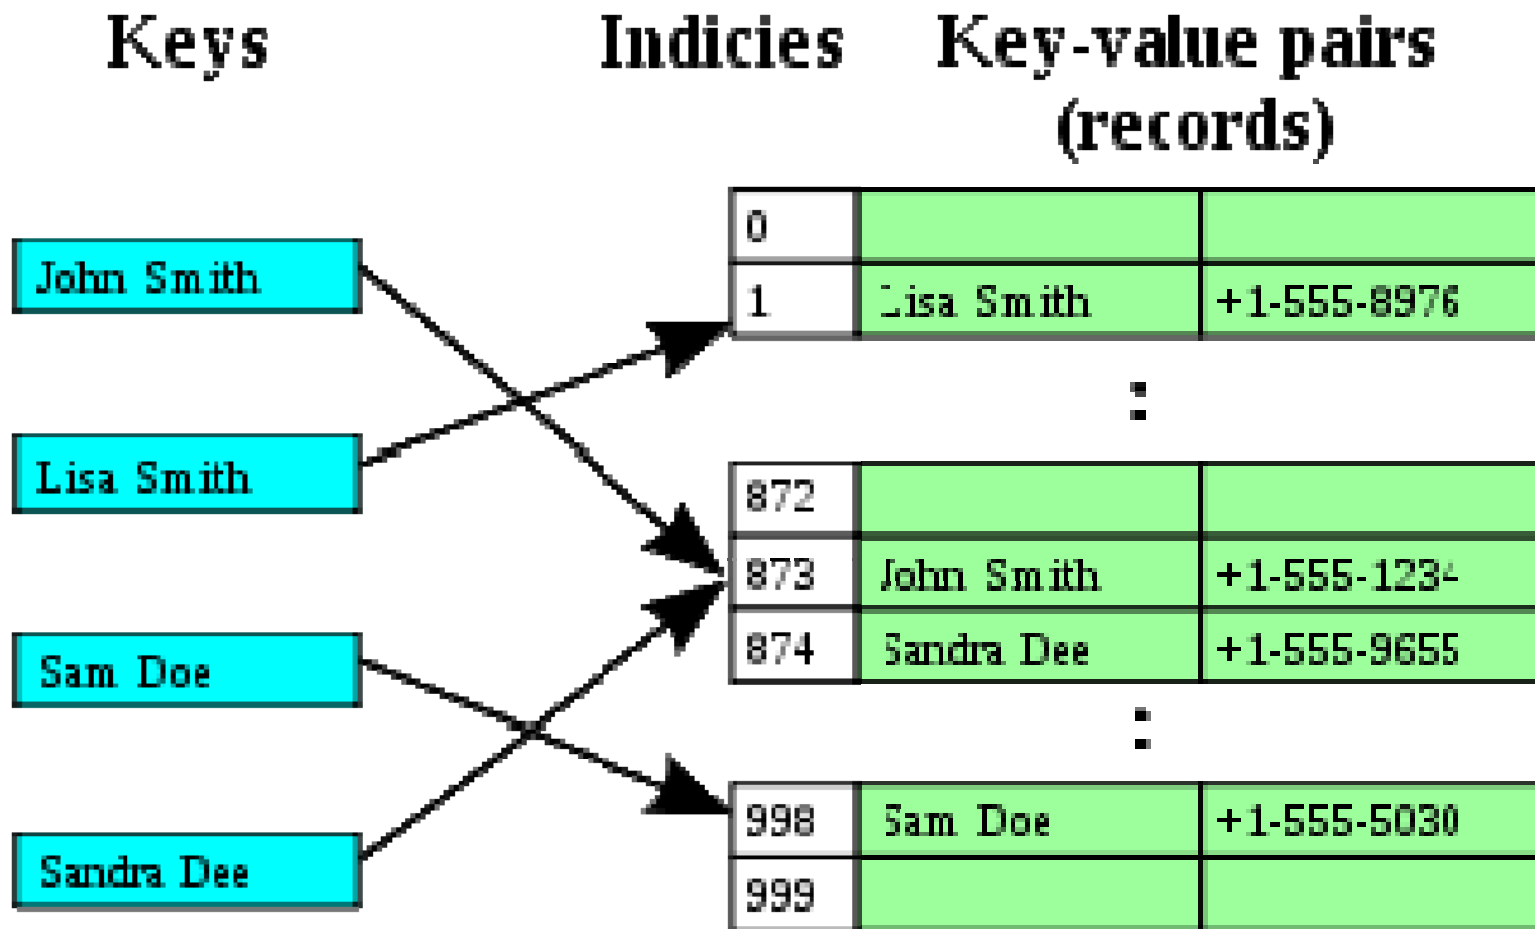 Keys Indicies Key-value pairs
(records)
0
John Smith
1 Lisa Smith +1-555-8976
:
Lisa Smith
872
873 John Smith +1-555-1234
874 Sandra Dee +1-555-9655
Sam Doe
:
998 Sam Doe +1-555-5030
Sandra Dee
999